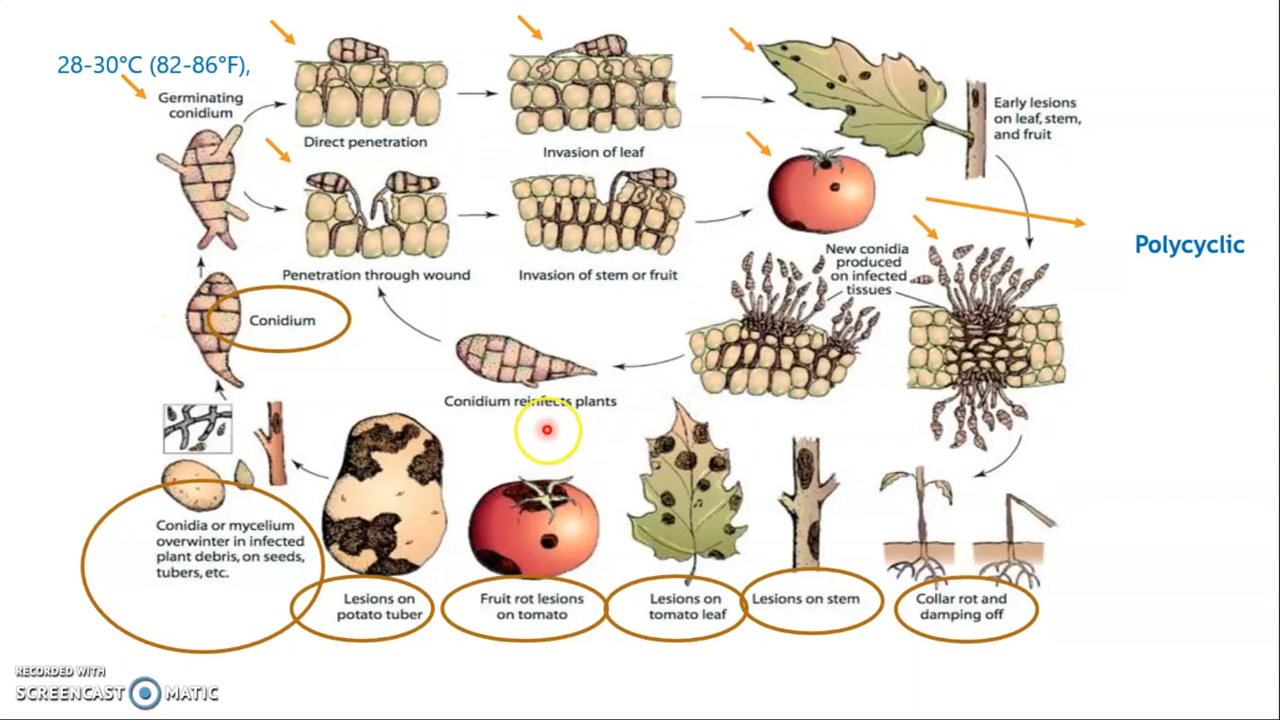 28-30°C (82-86°F),
Germinating
conidium
Direct penetration
Invasion of leaf
Early lesions
on leaf, stem,
and fruit
Penetration through wound
Invasion of stem or fruit
New conidia
produced
on infected
tissues
Polycyclic
Conidium
Conidium reinfects plants
Conidia or mycelium
overwinter in infected
plant debris, on seeds,
tubers, etc.
Lesions on
potato tuber
Fruit rot lesions
on tomato
Lesions on
tomato leaf
Lesions on stem
Collar rot and
damping off
RECORDED WITH
SCREENCAST MATIC